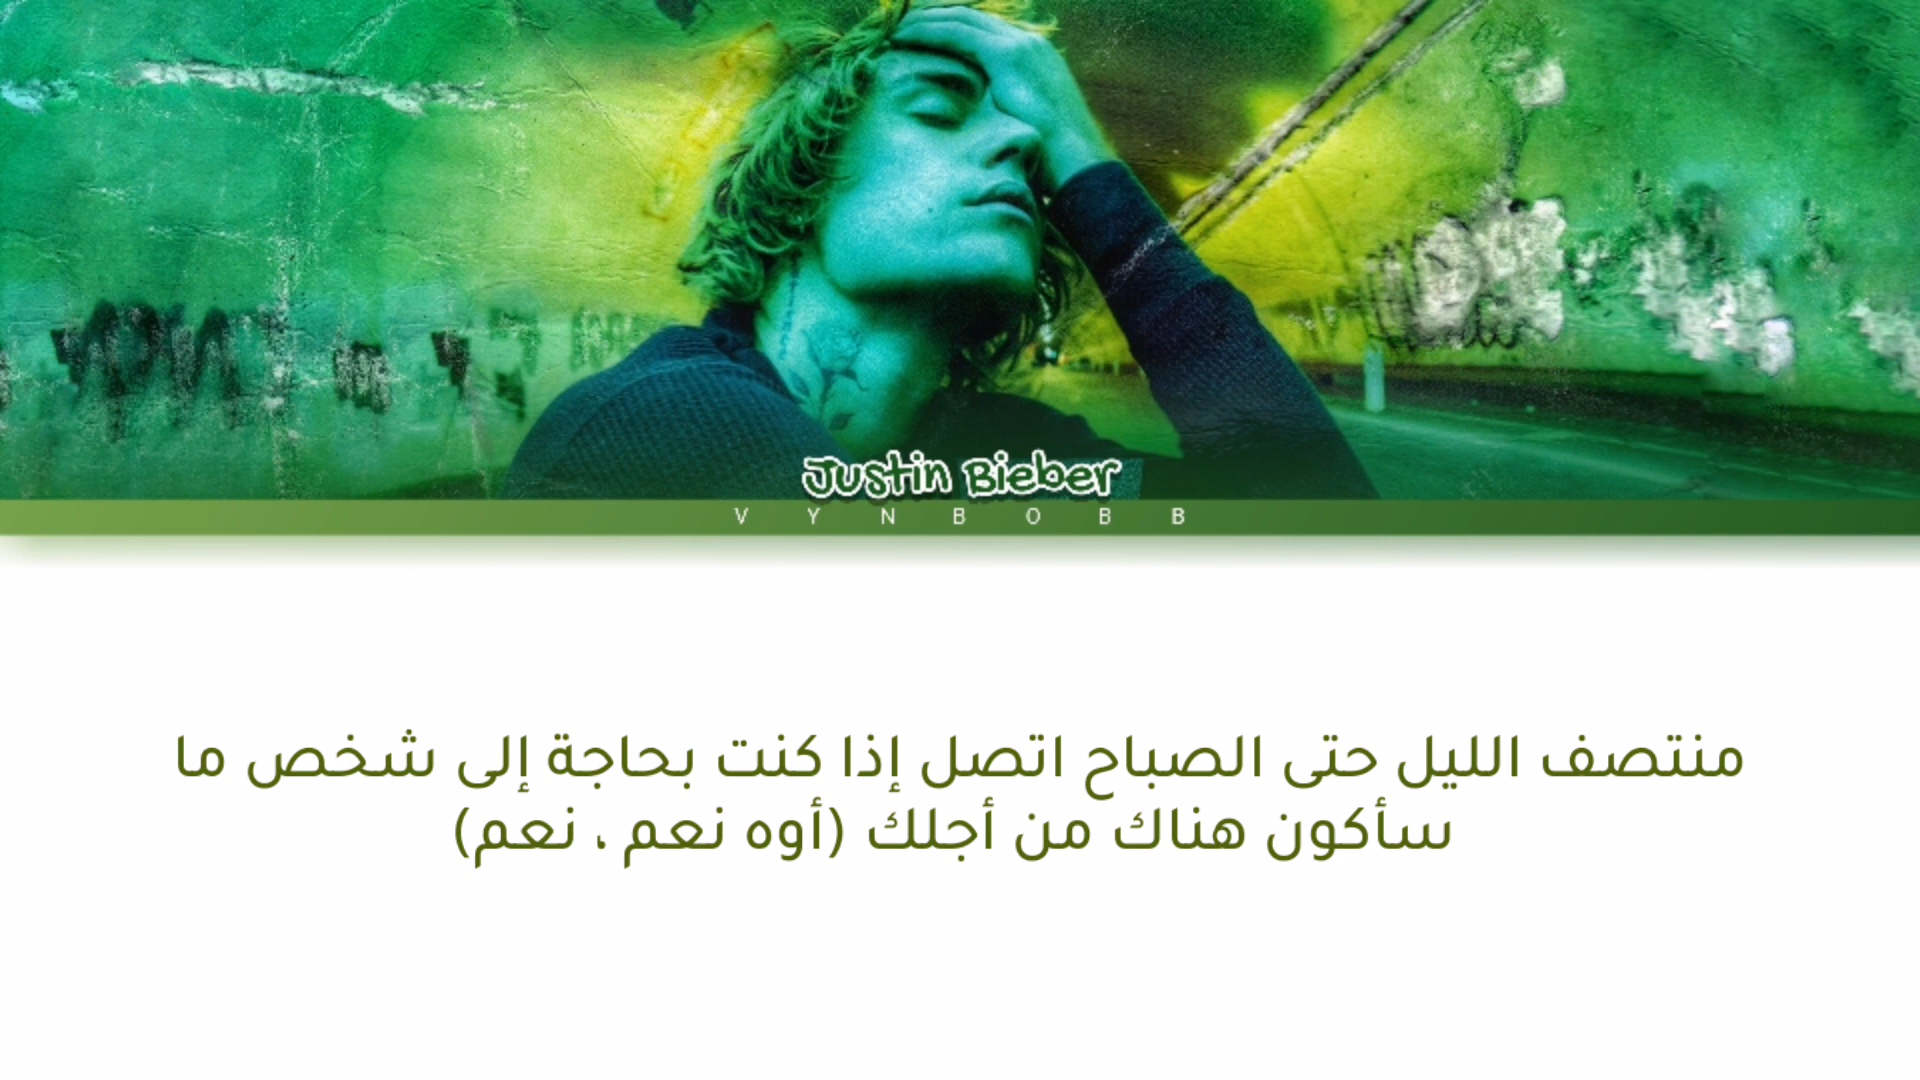 Justin Bieber
V Y N B O B B
منتصف الليل حتى الصباح اتصل إذا كنت بحاجة إلى شخص ما
سأكون هناك من أجلك (أوه نعم ، نعم)